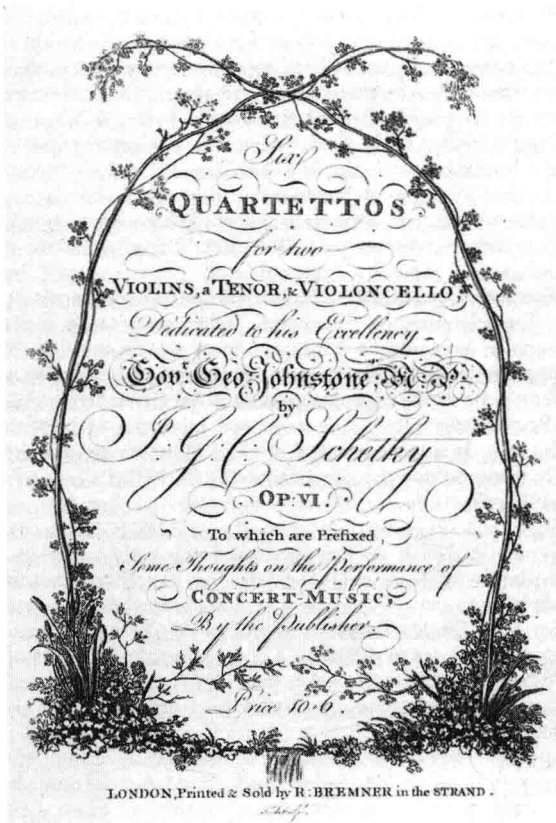 Six
QUARTETTOS
for two
VIOLINS, a TENOR, & VIOLONCELLO,
Dedicated to his Excellency
Govr. Geo: Johnstone, M.P.
by
J. G. C. Schetky
OP: VI.
To which are Prefixed,
Some Thoughts on the Performance of
CONCERT-MUSIC
By the Publisher.
Price 10-6.
LONDON, Printed & Sold by R: BREMNER in the STRAND.